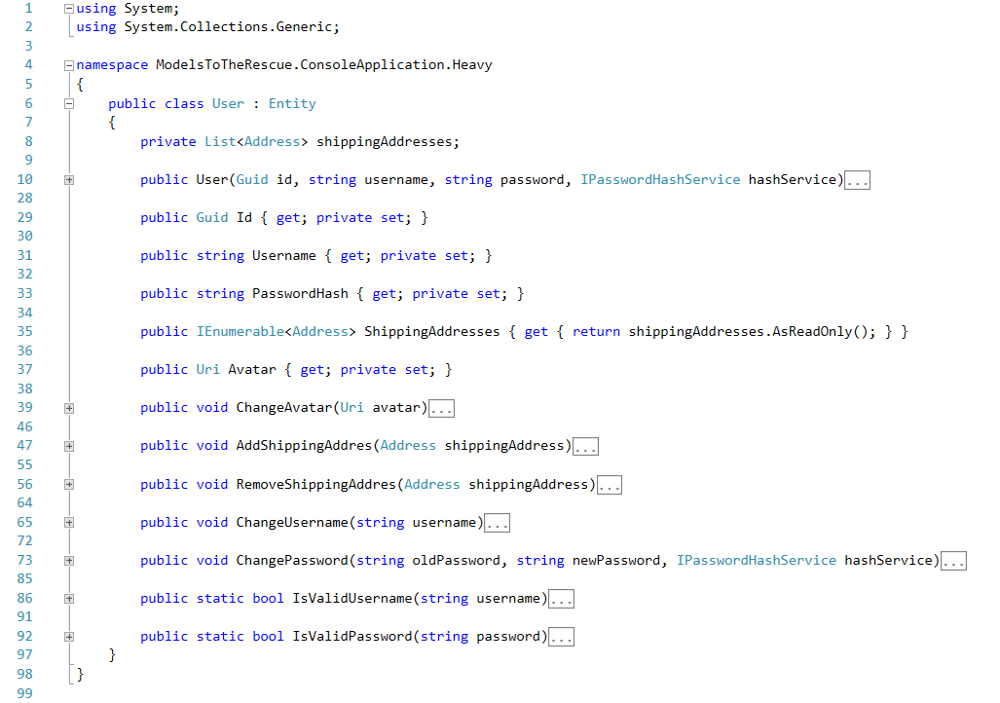 1 using System;
2 using System.Collections.Generic;
3
4 namespace ModelsToTheRescue.ConsoleApplication.Heavy
5 {
6     public class User : Entity
7     {
8         private List<Address> shippingAddresses;
9
10         public User(Guid id, string username, string password, IPasswordHashService hashService)...
28
29         public Guid Id { get; private set; }
30
31         public string Username { get; private set; }
32
33         public string PasswordHash { get; private set; }
34
35         public IEnumerable<Address> ShippingAddresses { get { return shippingAddresses.AsReadOnly(); } }
36
37         public Uri Avatar { get; private set; }
38
39         public void ChangeAvatar(Uri avatar)...
46
47         public void AddShippingAddres(Address shippingAddress)...
55
56         public void RemoveShippingAddres(Address shippingAddress)...
64
65         public void ChangeUsername(string username)...
72
73         public void ChangePassword(string oldPassword, string newPassword, IPasswordHashService hashService)...
85
86         public static bool IsValidUsername(string username)...
91
92         public static bool IsValidPassword(string password)...
97     }
98 }
99